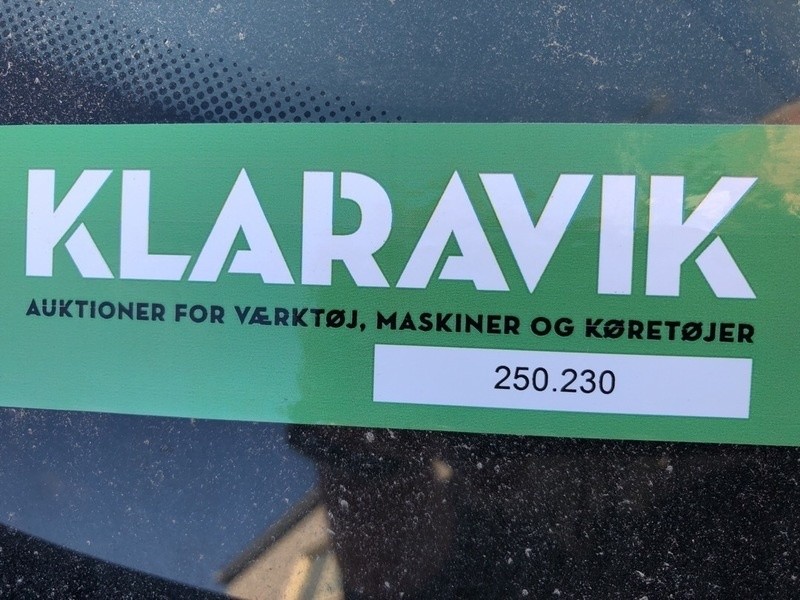 KLARAVIK
AUKTIONER FOR VÆRKTØJ, MASKINER OG KØRETØJER
250.230